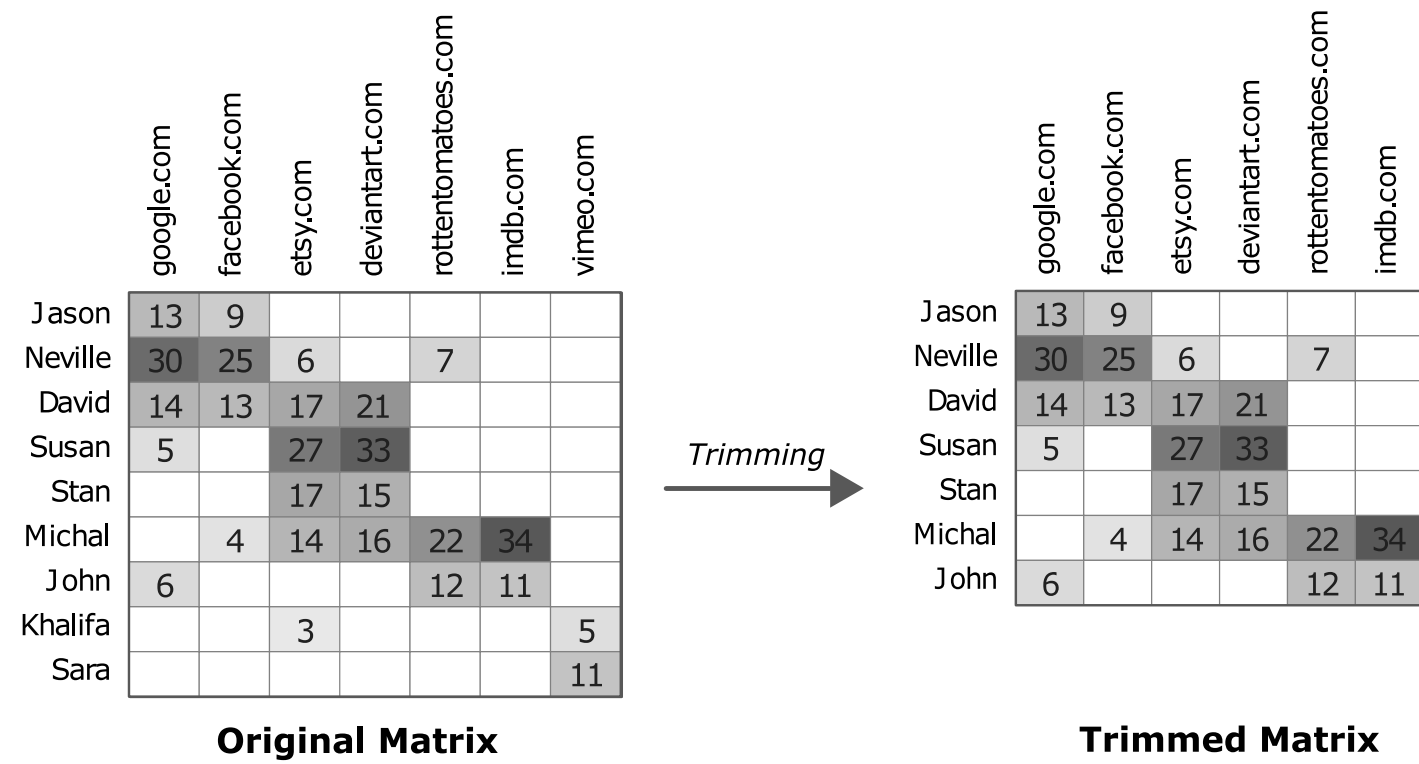 google.com facebook.com etsy.com deviantart.com rottentomatoes.com imdb.com vimeo.com
Jason 13 9
Neville 30 25 6 7
David 14 13 17 21
Susan 5 27 33
Stan 17 15
Michal 4 14 16 22 34
John 6 12 11
Khalifa 3 5
Sara 11
Original Matrix
Trimming
google.com facebook.com etsy.com deviantart.com rottentomatoes.com imdb.com
Jason 13 9
Neville 30 25 6 7
David 14 13 17 21
Susan 5 27 33
Stan 17 15
Michal 4 14 16 22 34
John 6 12 11
Trimmed Matrix